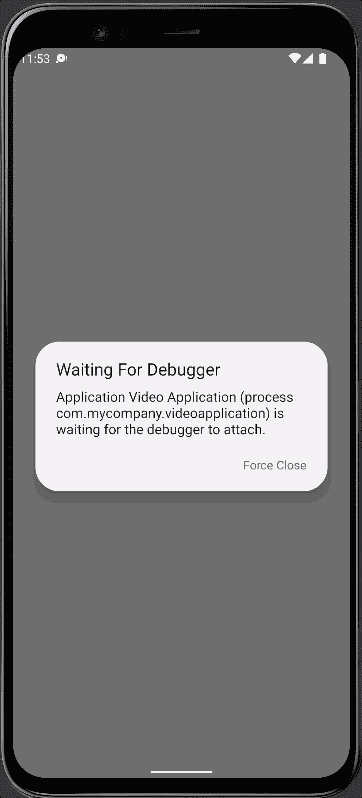 11:53
Waiting For Debugger
Application Video Application (process
com.mycompany.videoapplication) is
waiting for the debugger to attach.
Force Close